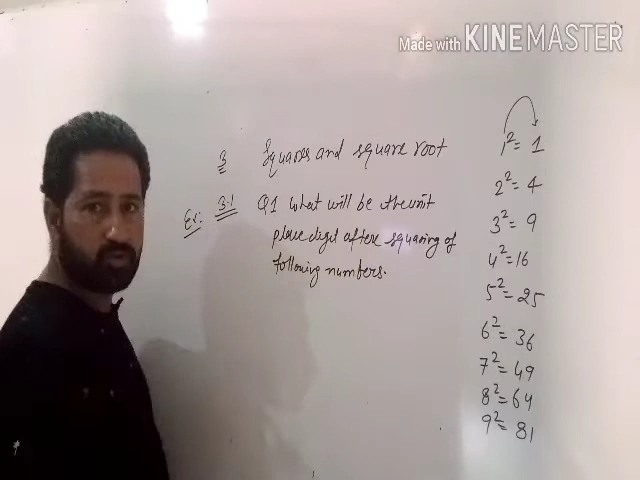 Made with KINEMASTER
3 Squares and square root
Ex: 3.1 Q1 What will be the unit
place digit after squaring of
following numbers.
1² = 1
2² = 4
3² = 9
4² = 16
5² = 25
6² = 36
7² = 49
8² = 64
9² = 81